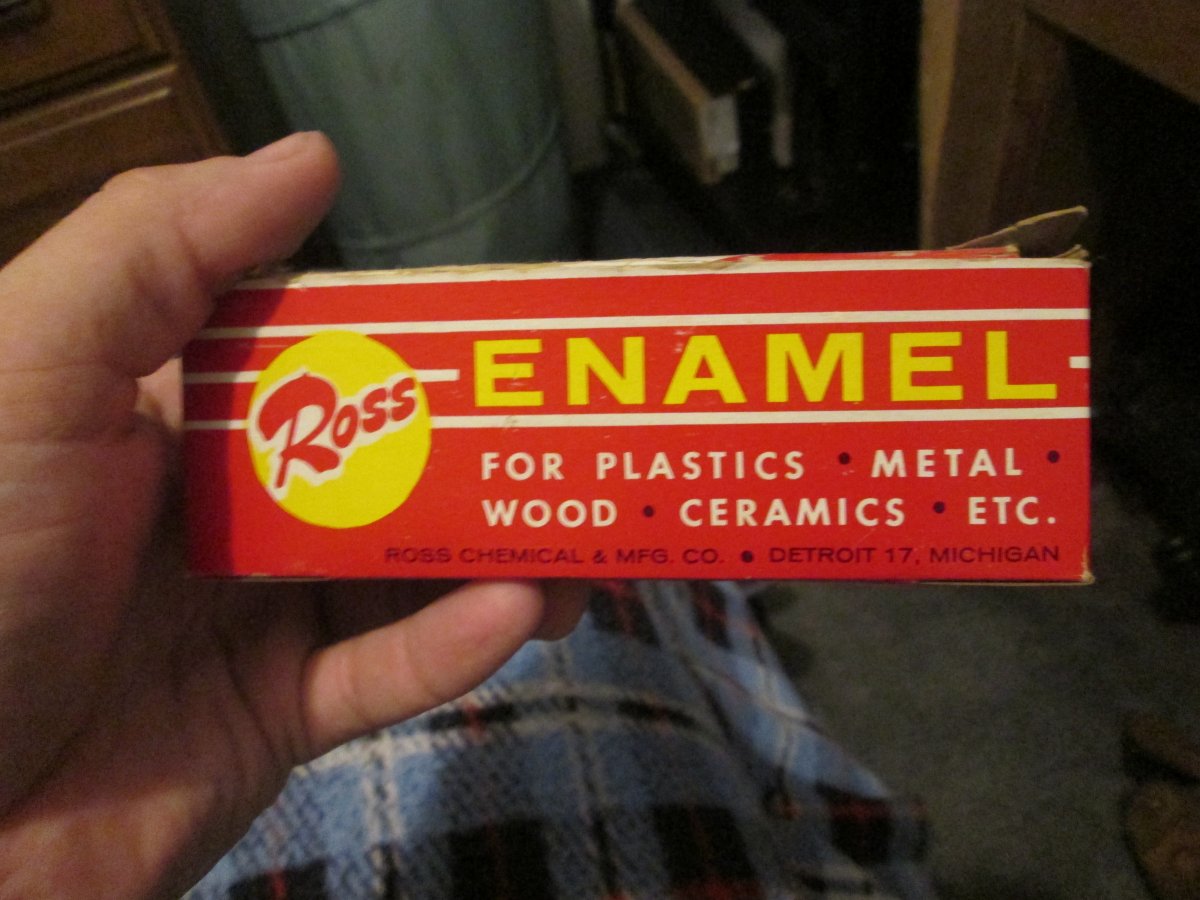 Ross
ENAMEL
FOR PLASTICS • METAL •
WOOD • CERAMICS • ETC.
ROSS CHEMICAL & MFG. CO. • DETROIT 17, MICHIGAN